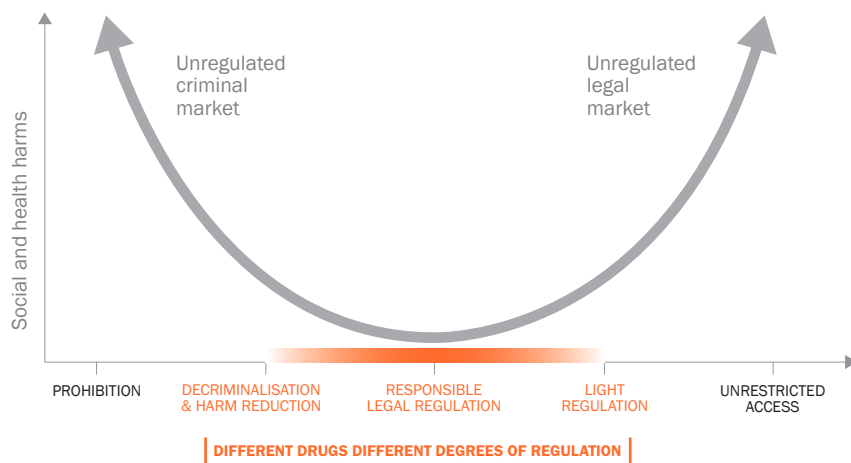 Unregulated
criminal
market
Unregulated
legal
market
Social and health harms
PROHIBITION
DECRIMINALISATION
& HARM REDUCTION
RESPONSIBLE
LEGAL REGULATION
LIGHT
REGULATION
UNRESTRICTED
ACCESS
DIFFERENT DRUGS DIFFERENT DEGREES OF REGULATION